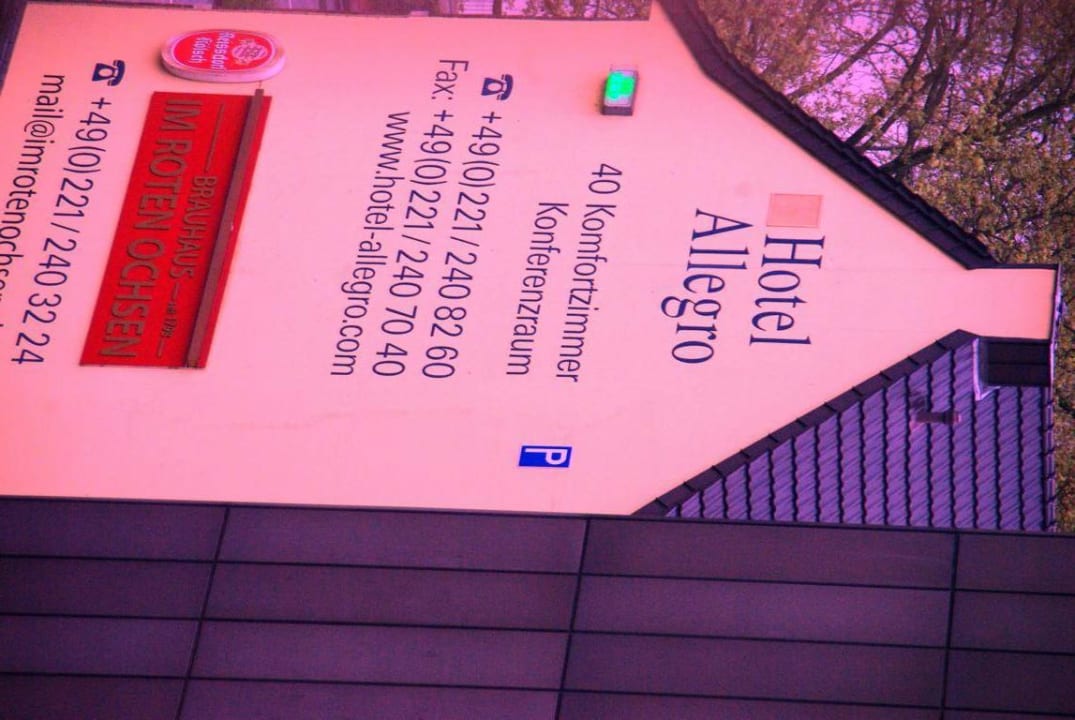 Hotel
Allegro
40 Komfortzimmer
Konferenzraum
P
☎ +49(0)221/240 82 60
Fax: +49(0)221/240 70 40
www.hotel-allegro.com
BRAUHAUS
IM ROTEN OCHSEN
☎ +49(0)221/240 32 24